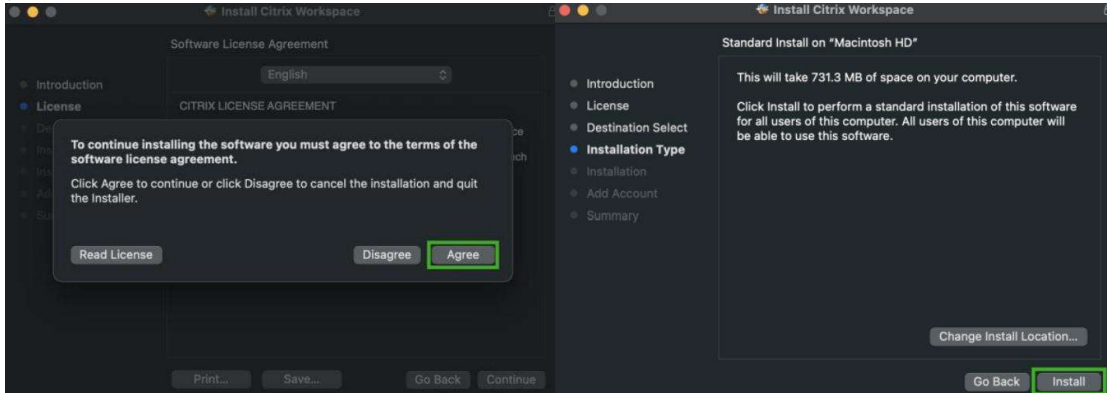 Install Citrix Workspace
Software License Agreement
English
Introduction
License
CITRIX LICENSE AGREEMENT
To continue installing the software you must agree to the terms of the
software license agreement.
Click Agree to continue or click Disagree to cancel the installation and quit
the Installer.
Read License
Disagree
Agree
Print...
Save...
Go Back
Continue
Install Citrix Workspace
Standard Install on "Macintosh HD"
Introduction
License
Destination Select
Installation Type
Installation
Add Account
Summary
This will take 731.3 MB of space on your computer.
Click Install to perform a standard installation of this software
for all users of this computer. All users of this computer will
be able to use this software.
Change Install Location...
Go Back
Install